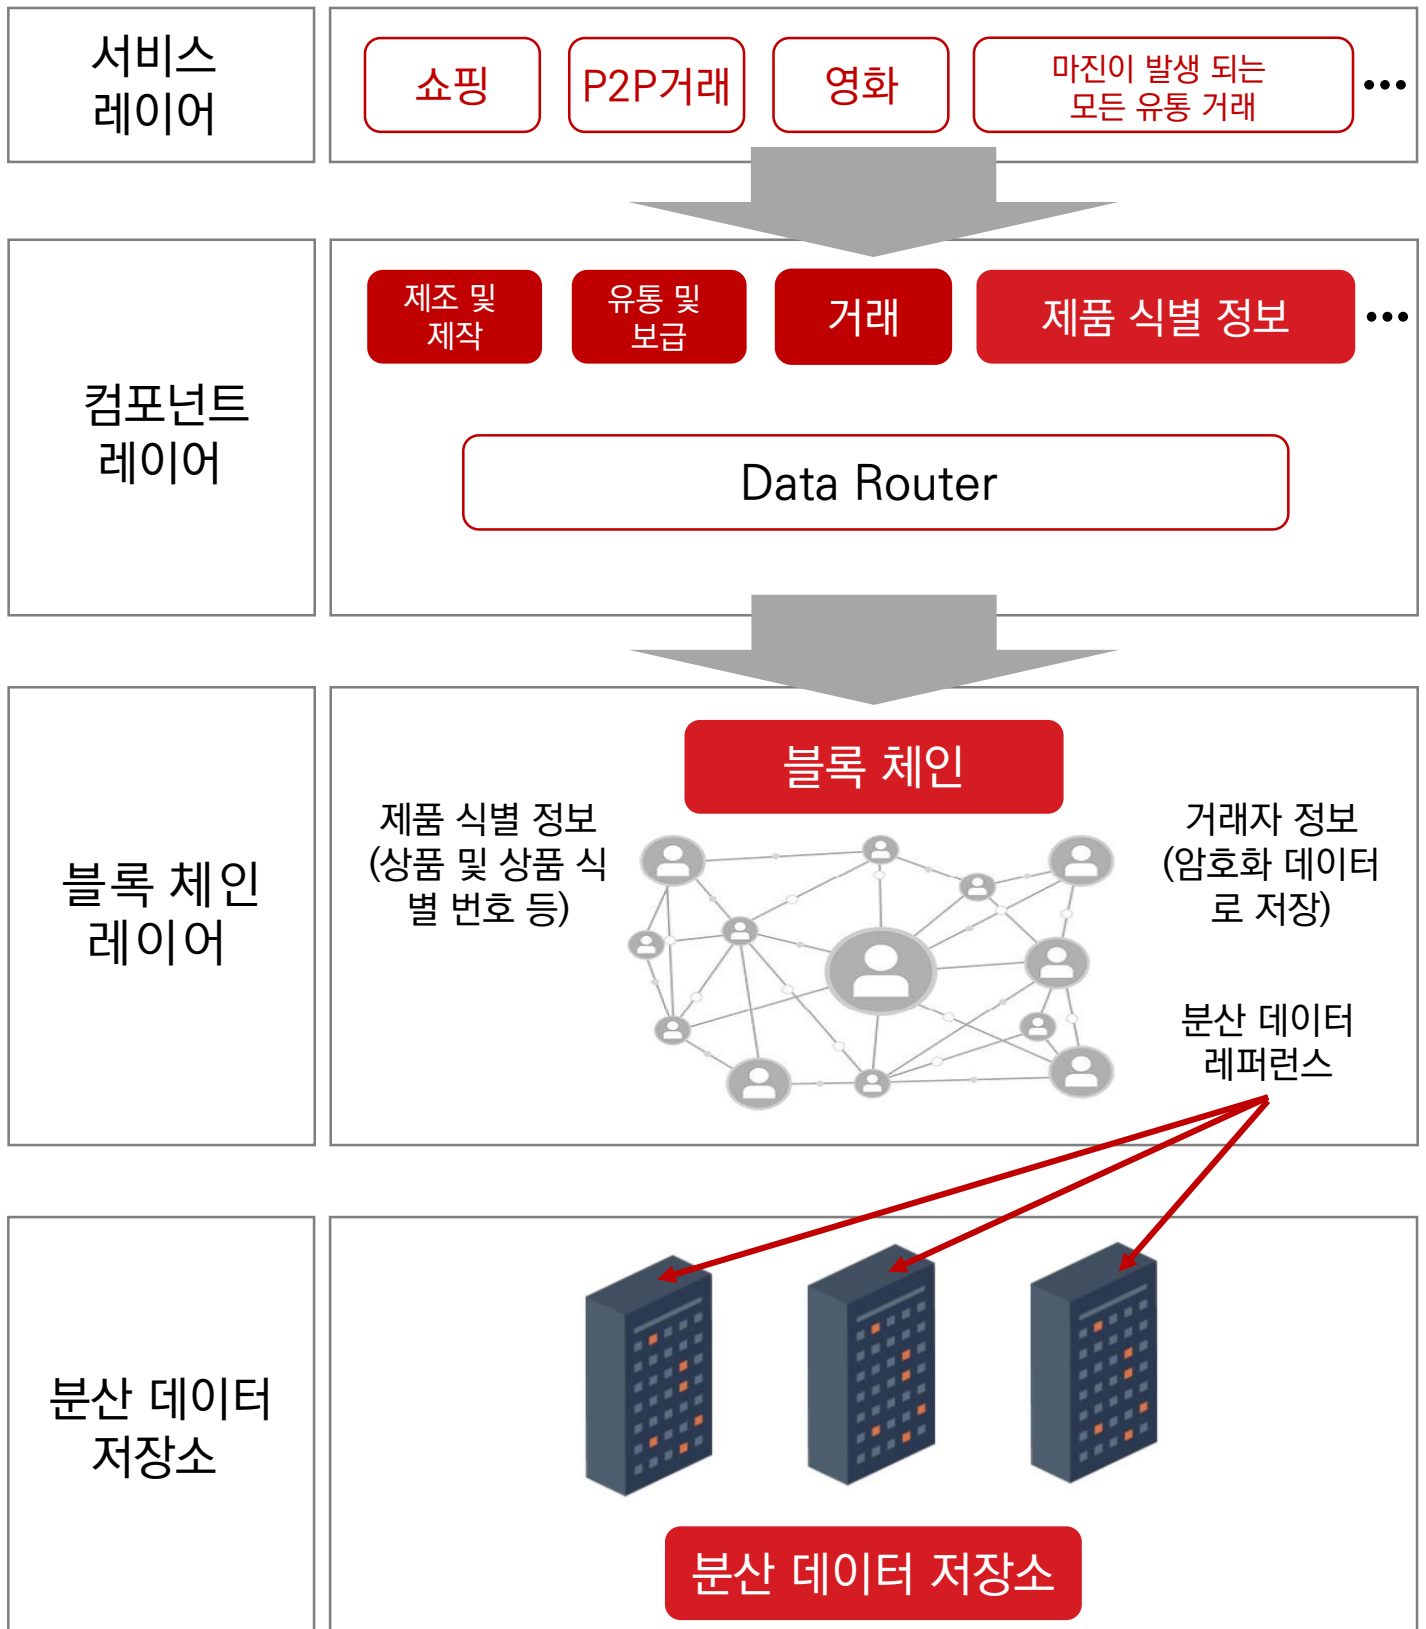 서비스
레이어
쇼핑
P2P거래
영화
마진이 발생 되는
모든 유통 거래
•••
컴포넌트
레이어
제조 및
제작
유통 및
보급
거래
제품 식별 정보
•••
Data Router
블록 체인
레이어
블록 체인
제품 식별 정보
(상품 및 상품 식
별 번호 등)
거래자 정보
(암호화 데이터
로 저장)
분산 데이터
레퍼런스
분산 데이터
저장소
분산 데이터 저장소